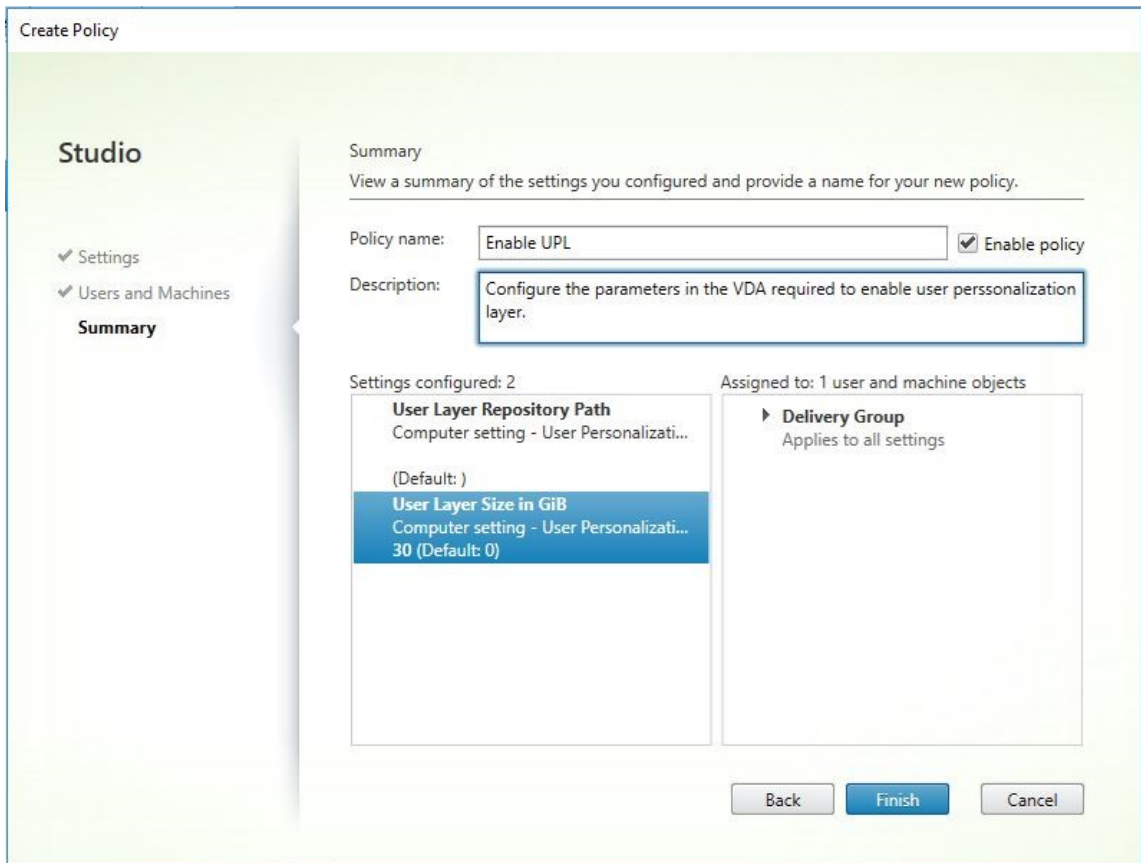 Create Policy
Studio
Settings
Users and Machines
Summary
Summary
View a summary of the settings you configured and provide a name for your new policy.
Policy name:
Enable UPL
Enable policy
Description:
Configure the parameters in the VDA required to enable user perssonalization
layer.
Settings configured: 2
User Layer Repository Path
Computer setting - User Personalizati...
(Default: )
User Layer Size in GiB
Computer setting - User Personalizati...
30 (Default: 0)
Assigned to: 1 user and machine objects
Delivery Group
Applies to all settings
Back
Finish
Cancel